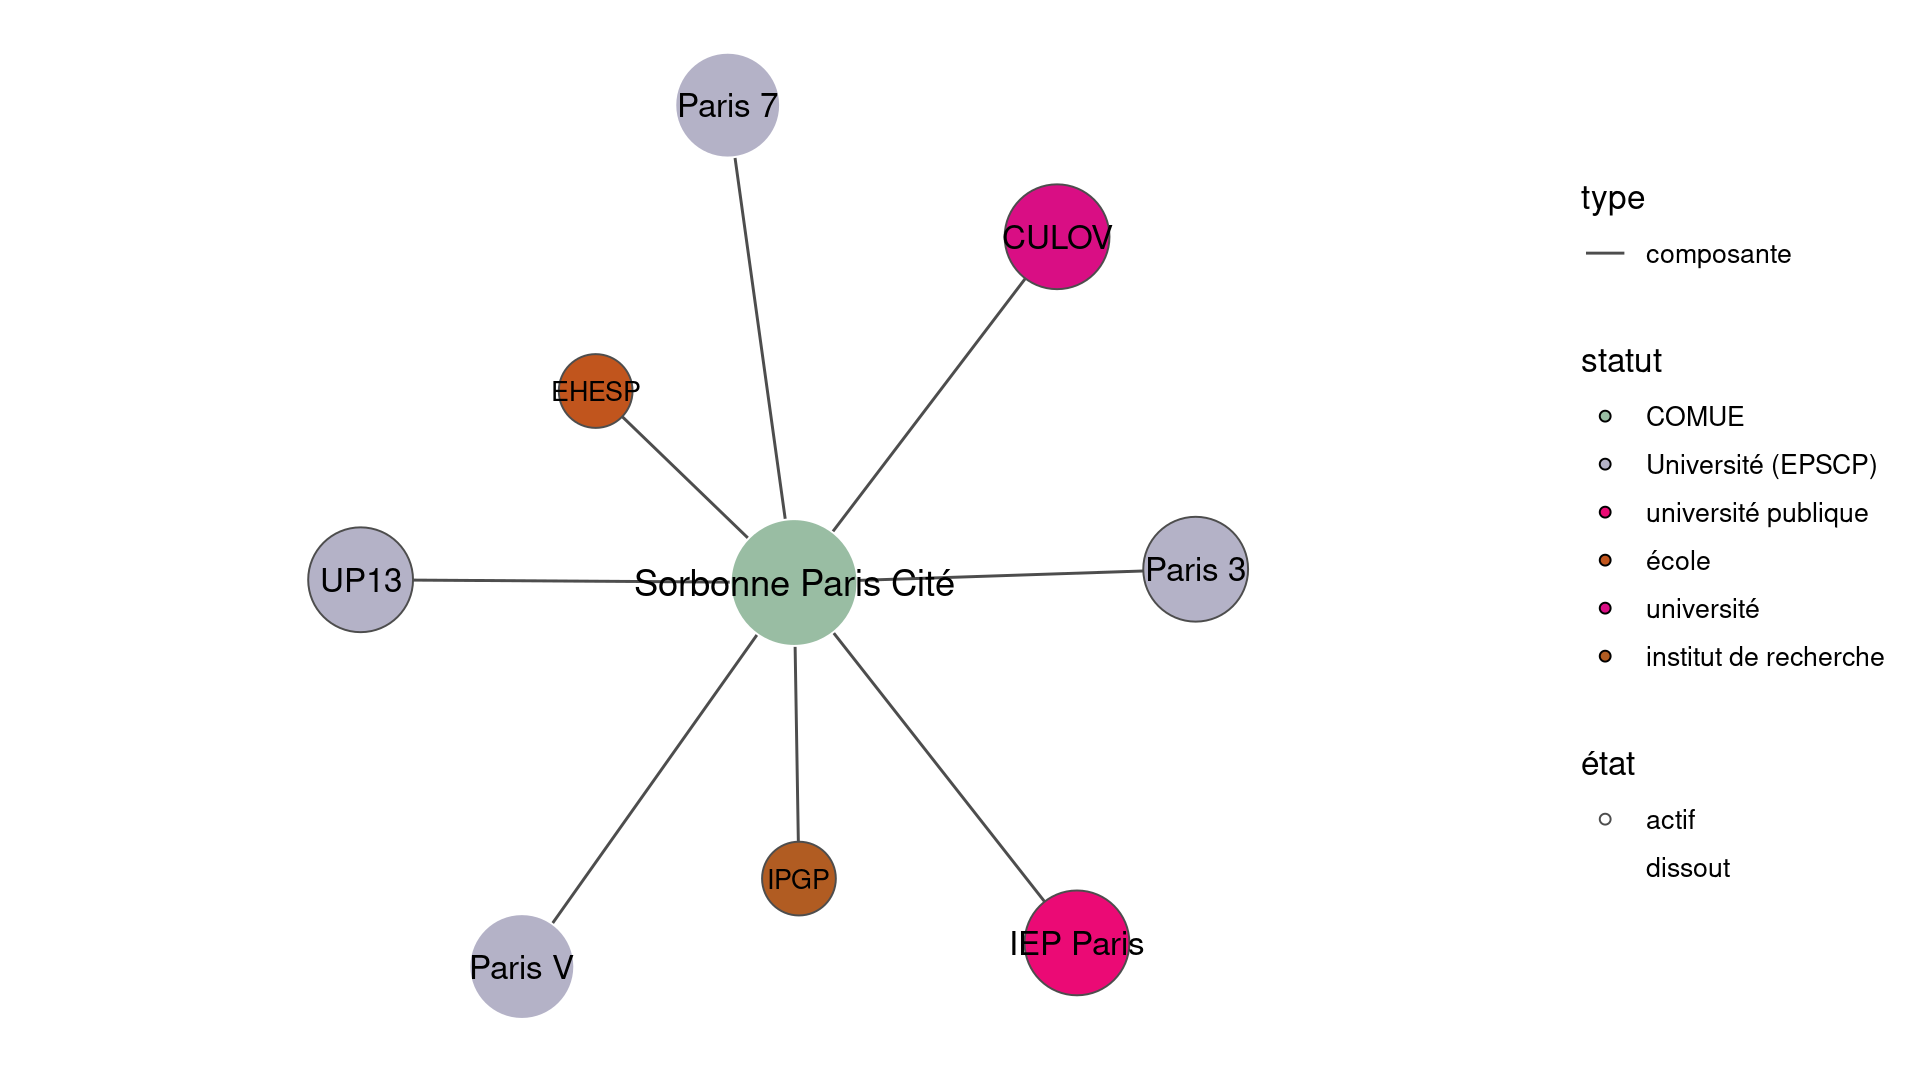 Paris 7
CULOV
EHESP
Sorbonne Paris Cité
UP13
Paris 3
IPGP
IEP Paris
Paris V
type
composante
statut
COMUE
Université (EPSCP)
université publique
école
université
institut de recherche
état
actif
dissout